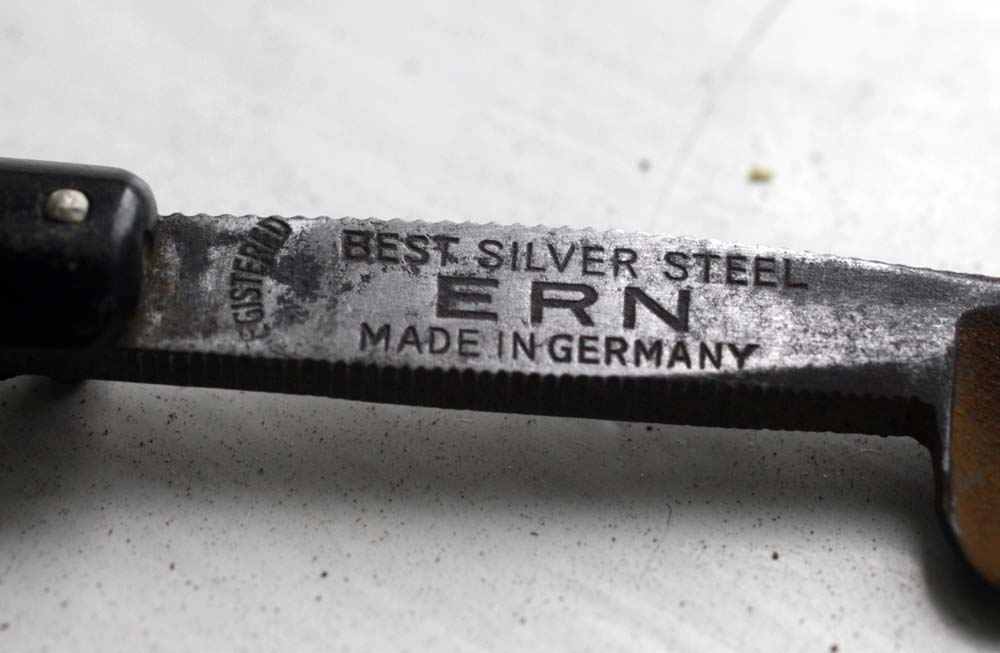 REGISTERED
BEST SILVER STEEL
ERN
MADE IN GERMANY